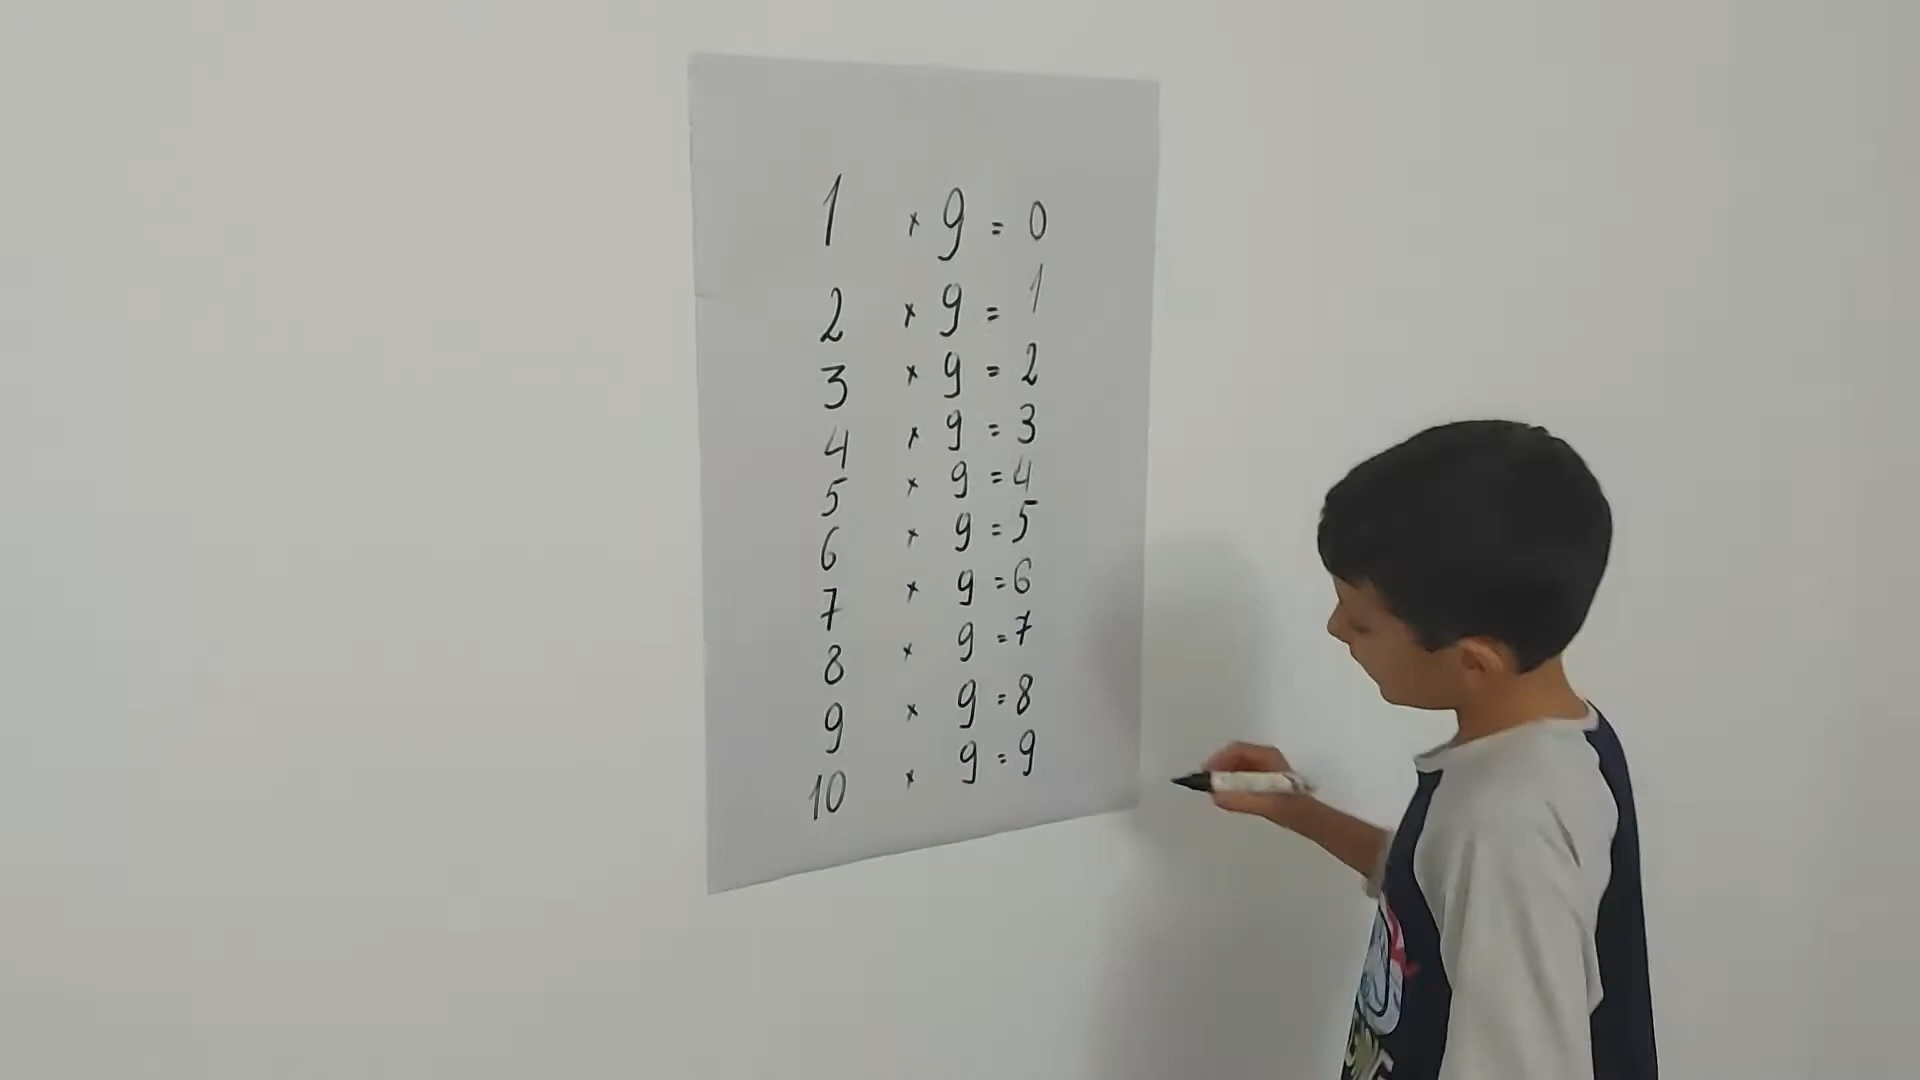 1 × 9 = 0
2 × 9 = 1
3 × 9 = 2
4 × 9 = 3
5 × 9 = 4
6 × 9 = 5
7 × 9 = 6
8 × 9 = 7
9 × 9 = 8
10 × 9 = 9